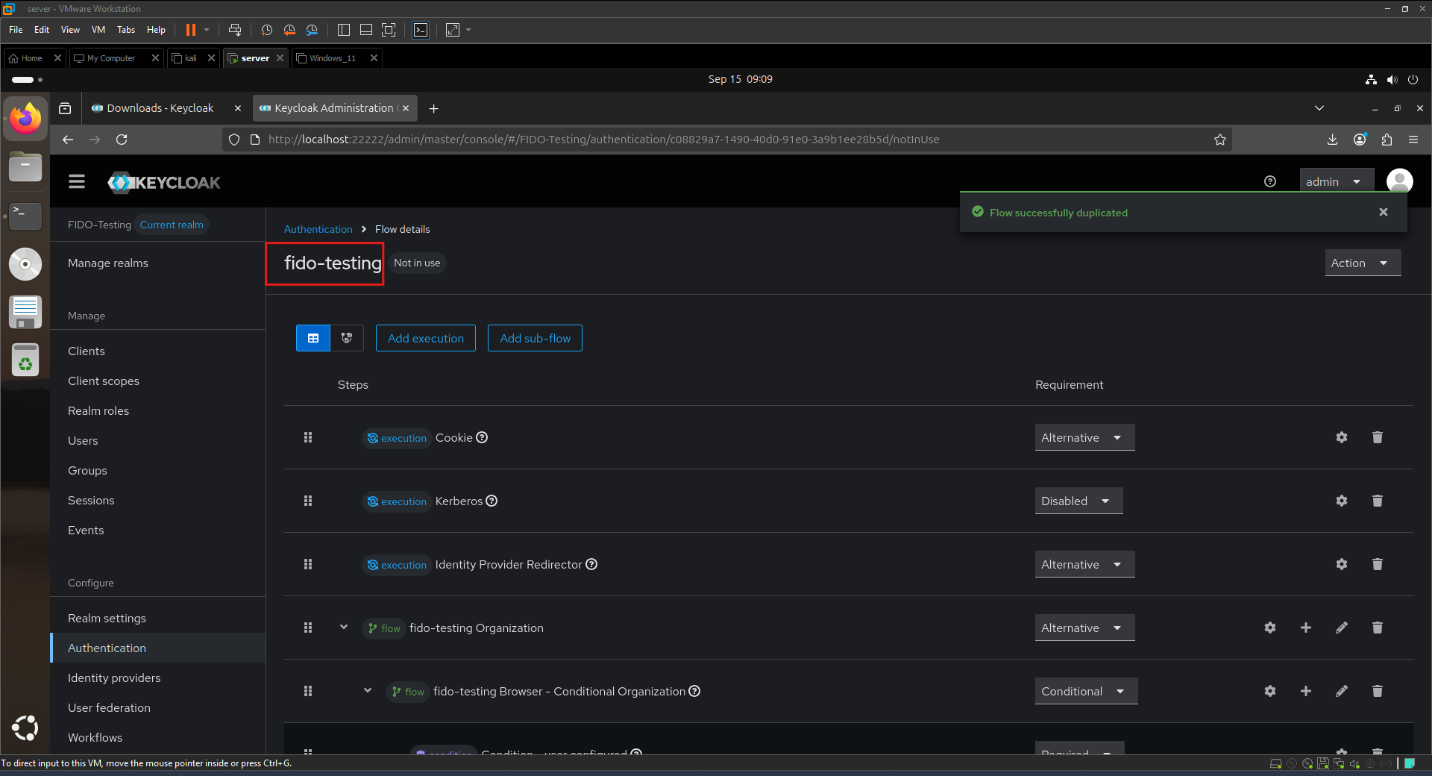 server - VMware Workstation
File Edit View VM Tabs Help
Home My Computer kali server Windows_11
Sep 15 09:09
Downloads - Keycloak Keycloak Administration
http://localhost:22222/admin/master/console/#/FIDO-Testing/authentication/c08829a7-1490-40d0-91e0-3a9b1ee28b5d/notInUse
KEYCLOAK admin
Flow successfully duplicated
FIDO-Testing Current realm
Authentication Flow details
fido-testing Not in use
Action
Manage realms
Manage
Clients
Client scopes
Realm roles
Users
Groups
Sessions
Events
Configure
Realm settings
Authentication
Identity providers
User federation
Workflows
Add execution Add sub-flow
Steps Requirement
execution Cookie Alternative
execution Kerberos Disabled
execution Identity Provider Redirector Alternative
flow fido-testing Organization Alternative
flow fido-testing Browser - Conditional Organization Conditional
condition Condition - user configured Required
To direct input to this VM, move the mouse pointer inside or press Ctrl+G.